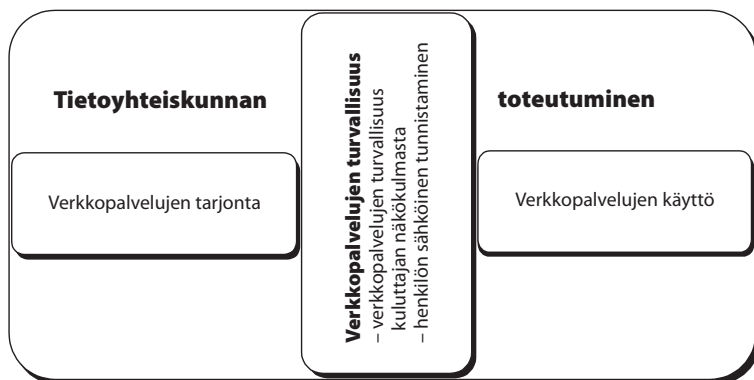 Tietoyhteiskunnan
Verkkopalvelujen tarjonta
Verkkopalvelujen turvallisuus
– verkkopalvelujen turvallisuus
kuluttajan näkökulmasta
– henkilön sähköinen tunnistaminen
toteutuminen
Verkkopalvelujen käyttö